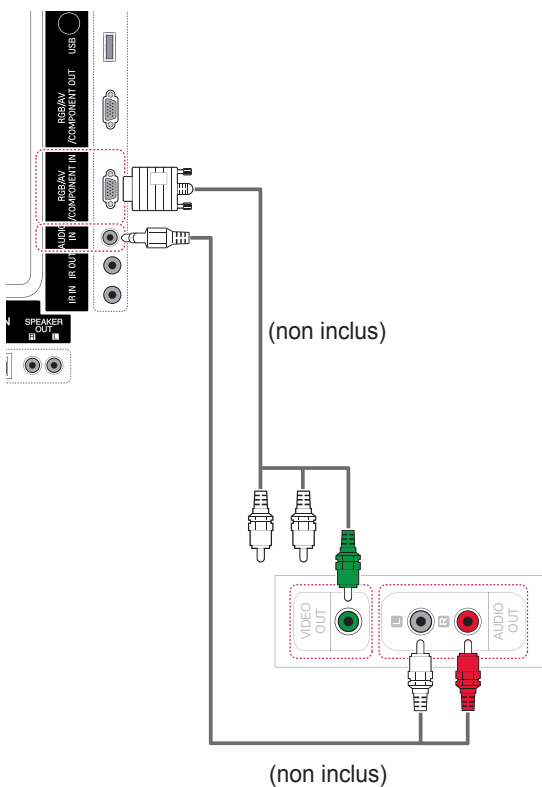 USB
RGB/AV
/COMPONENT OUT
RGB/AV
/COMPONENT IN
AUDIO
IN
IR OUT
IR IN
N
SPEAKER
OUT
R L
(non inclus)
VIDEO
OUT
L
R
AUDIO
OUT
(non inclus)